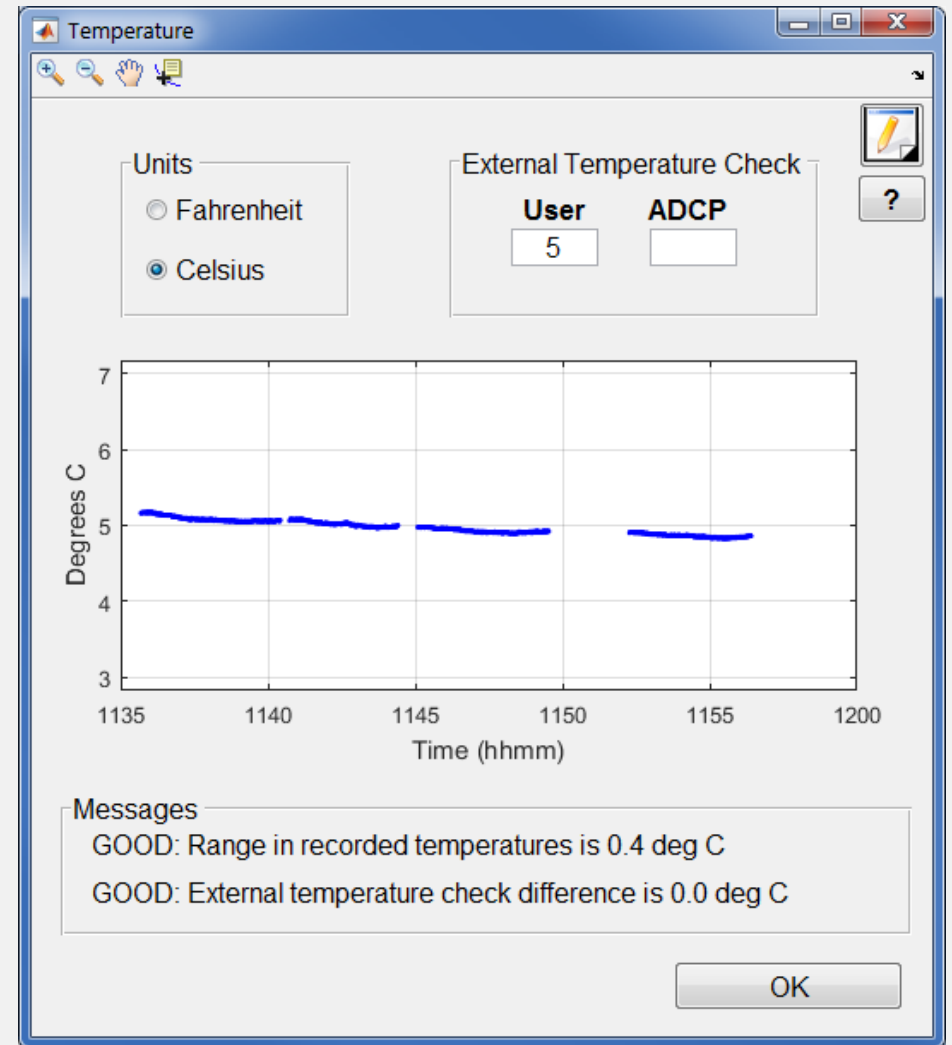 Temperature
Units
Fahrenheit
Celsius
External Temperature Check
User ADCP
5
?
7
6
5
4
3
Degrees C
1135 1140 1145 1150 1155 1200
Time (hhmm)
Messages
GOOD: Range in recorded temperatures is 0.4 deg C
GOOD: External temperature check difference is 0.0 deg C
OK